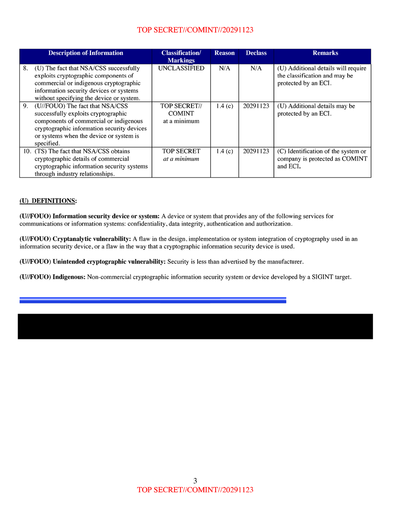 TOP SECRET//COMINT//20291123
Description of Information Classification/ Reason Declass Remarks
Markings
8. (U) The fact that NSA/CSS successfully UNCLASSIFIED N/A N/A (U) Additional details will require
exploits cryptographic components of the classification and may be
commercial or indigenous cryptographic protected by an ECI.
information security devices or systems
without specifying the device or system.
9. (U//FOUO) The fact that NSA/CSS TOP SECRET// 1.4 (c) 20291123 (U) Additional details may be
successfully exploits cryptographic COMINT protected by an ECI.
components of commercial or indigenous at a minimum
cryptographic information security devices
or systems when the device or system is
specified.
10. (TS) The fact that NSA/CSS obtains TOP SECRET 1.4 (c) 20291123 (C) Identification of the system or
cryptographic details of commercial at a minimum company is protected as COMINT
cryptographic information security systems and ECI.
through industry relationships.
(U) DEFINITIONS:
(U//FOUO) Information security device or system: A device or system that provides any of the following services for
communications or information systems: confidentiality, data integrity, authentication and authorization.
(U//FOUO) Cryptanalytic vulnerability: A flaw in the design, implementation or system integration of cryptography used in an
information security device, or a flaw in the way that a cryptographic information security device is used.
(U//FOUO) Unintended cryptographic vulnerability: Security is less than advertised by the manufacturer.
(U//FOUO) Indigenous: Non-commercial cryptographic information security system or device developed by a SIGINT target.
3
TOP SECRET//COMINT//20291123